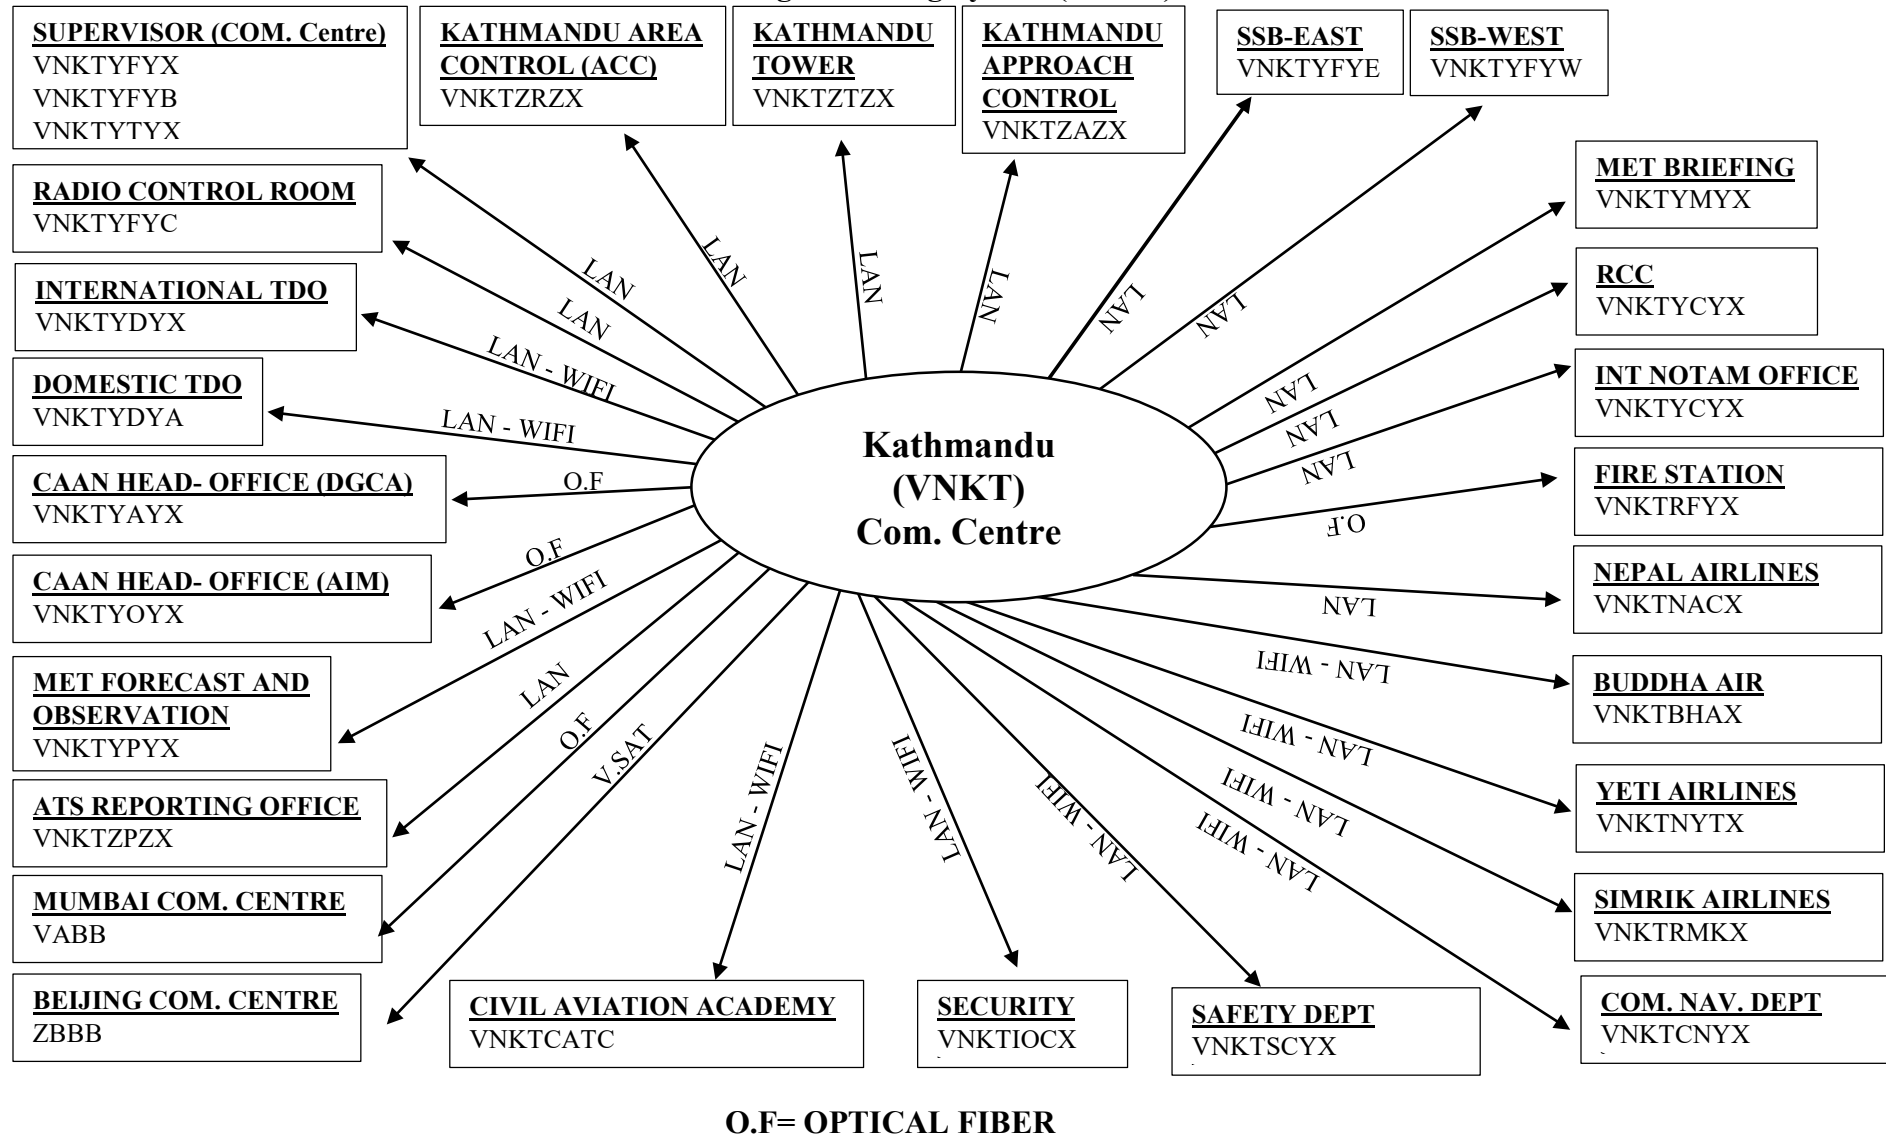 SUPERVISOR (COM. Centre)
VNKTYFYX
VNKTYFYB
VNKTYTYX
KATHMANDU AREA
CONTROL (ACC)
VNKTZRZX
KATHMANDU
TOWER
VNKTZTZX
KATHMANDU
APPROACH
CONTROL
VNKTZAZX
SSB-EAST
VNKTYFYE
SSB-WEST
VNKTYFYW
RADIO CONTROL ROOM
VNKTYFYC
INTERNATIONAL TDO
VNKTYDYX
DOMESTIC TDO
VNKTYDYA
CAAN HEAD- OFFICE (DGCA)
VNKTYAYX
CAAN HEAD- OFFICE (AIM)
VNKTYOYX
MET FORECAST AND
OBSERVATION
VNKTYPYX
ATS REPORTING OFFICE
VNKTZPZX
MUMBAI COM. CENTRE
VABB
BEIJING COM. CENTRE
ZBBB
LAN
LAN
LAN - WIFI
LAN - WIFI
O.F
O.F
LAN - WIFI
LAN
O.F
V.SAT
LAN
LAN
LAN
LAN
LAN
Kathmandu
(VNKT)
Com. Centre
LAN
LAN
LAN
O.F
LAN
LAN - WIFI
LAN - WIFI
LAN - WIFI
LAN - WIFI
LAN - WIFI
LAN - WIFI
LAN - WIFI
MET BRIEFING
VNKTYMYX
RCC
VNKTYCYX
INT NOTAM OFFICE
VNKTYCYX
FIRE STATION
VNKTRFYX
NEPAL AIRLINES
VNKTNACX
BUDDHA AIR
VNKTBHAX
YETI AIRLINES
VNKTNYTX
SIMRIK AIRLINES
VNKTRMKX
COM. NAV. DEPT
VNKTCNYX
CIVIL AVIATION ACADEMY
VNKTCATC
SECURITY
VNKTIOCX
SAFETY DEPT
VNKTSCYX
O.F= OPTICAL FIBER